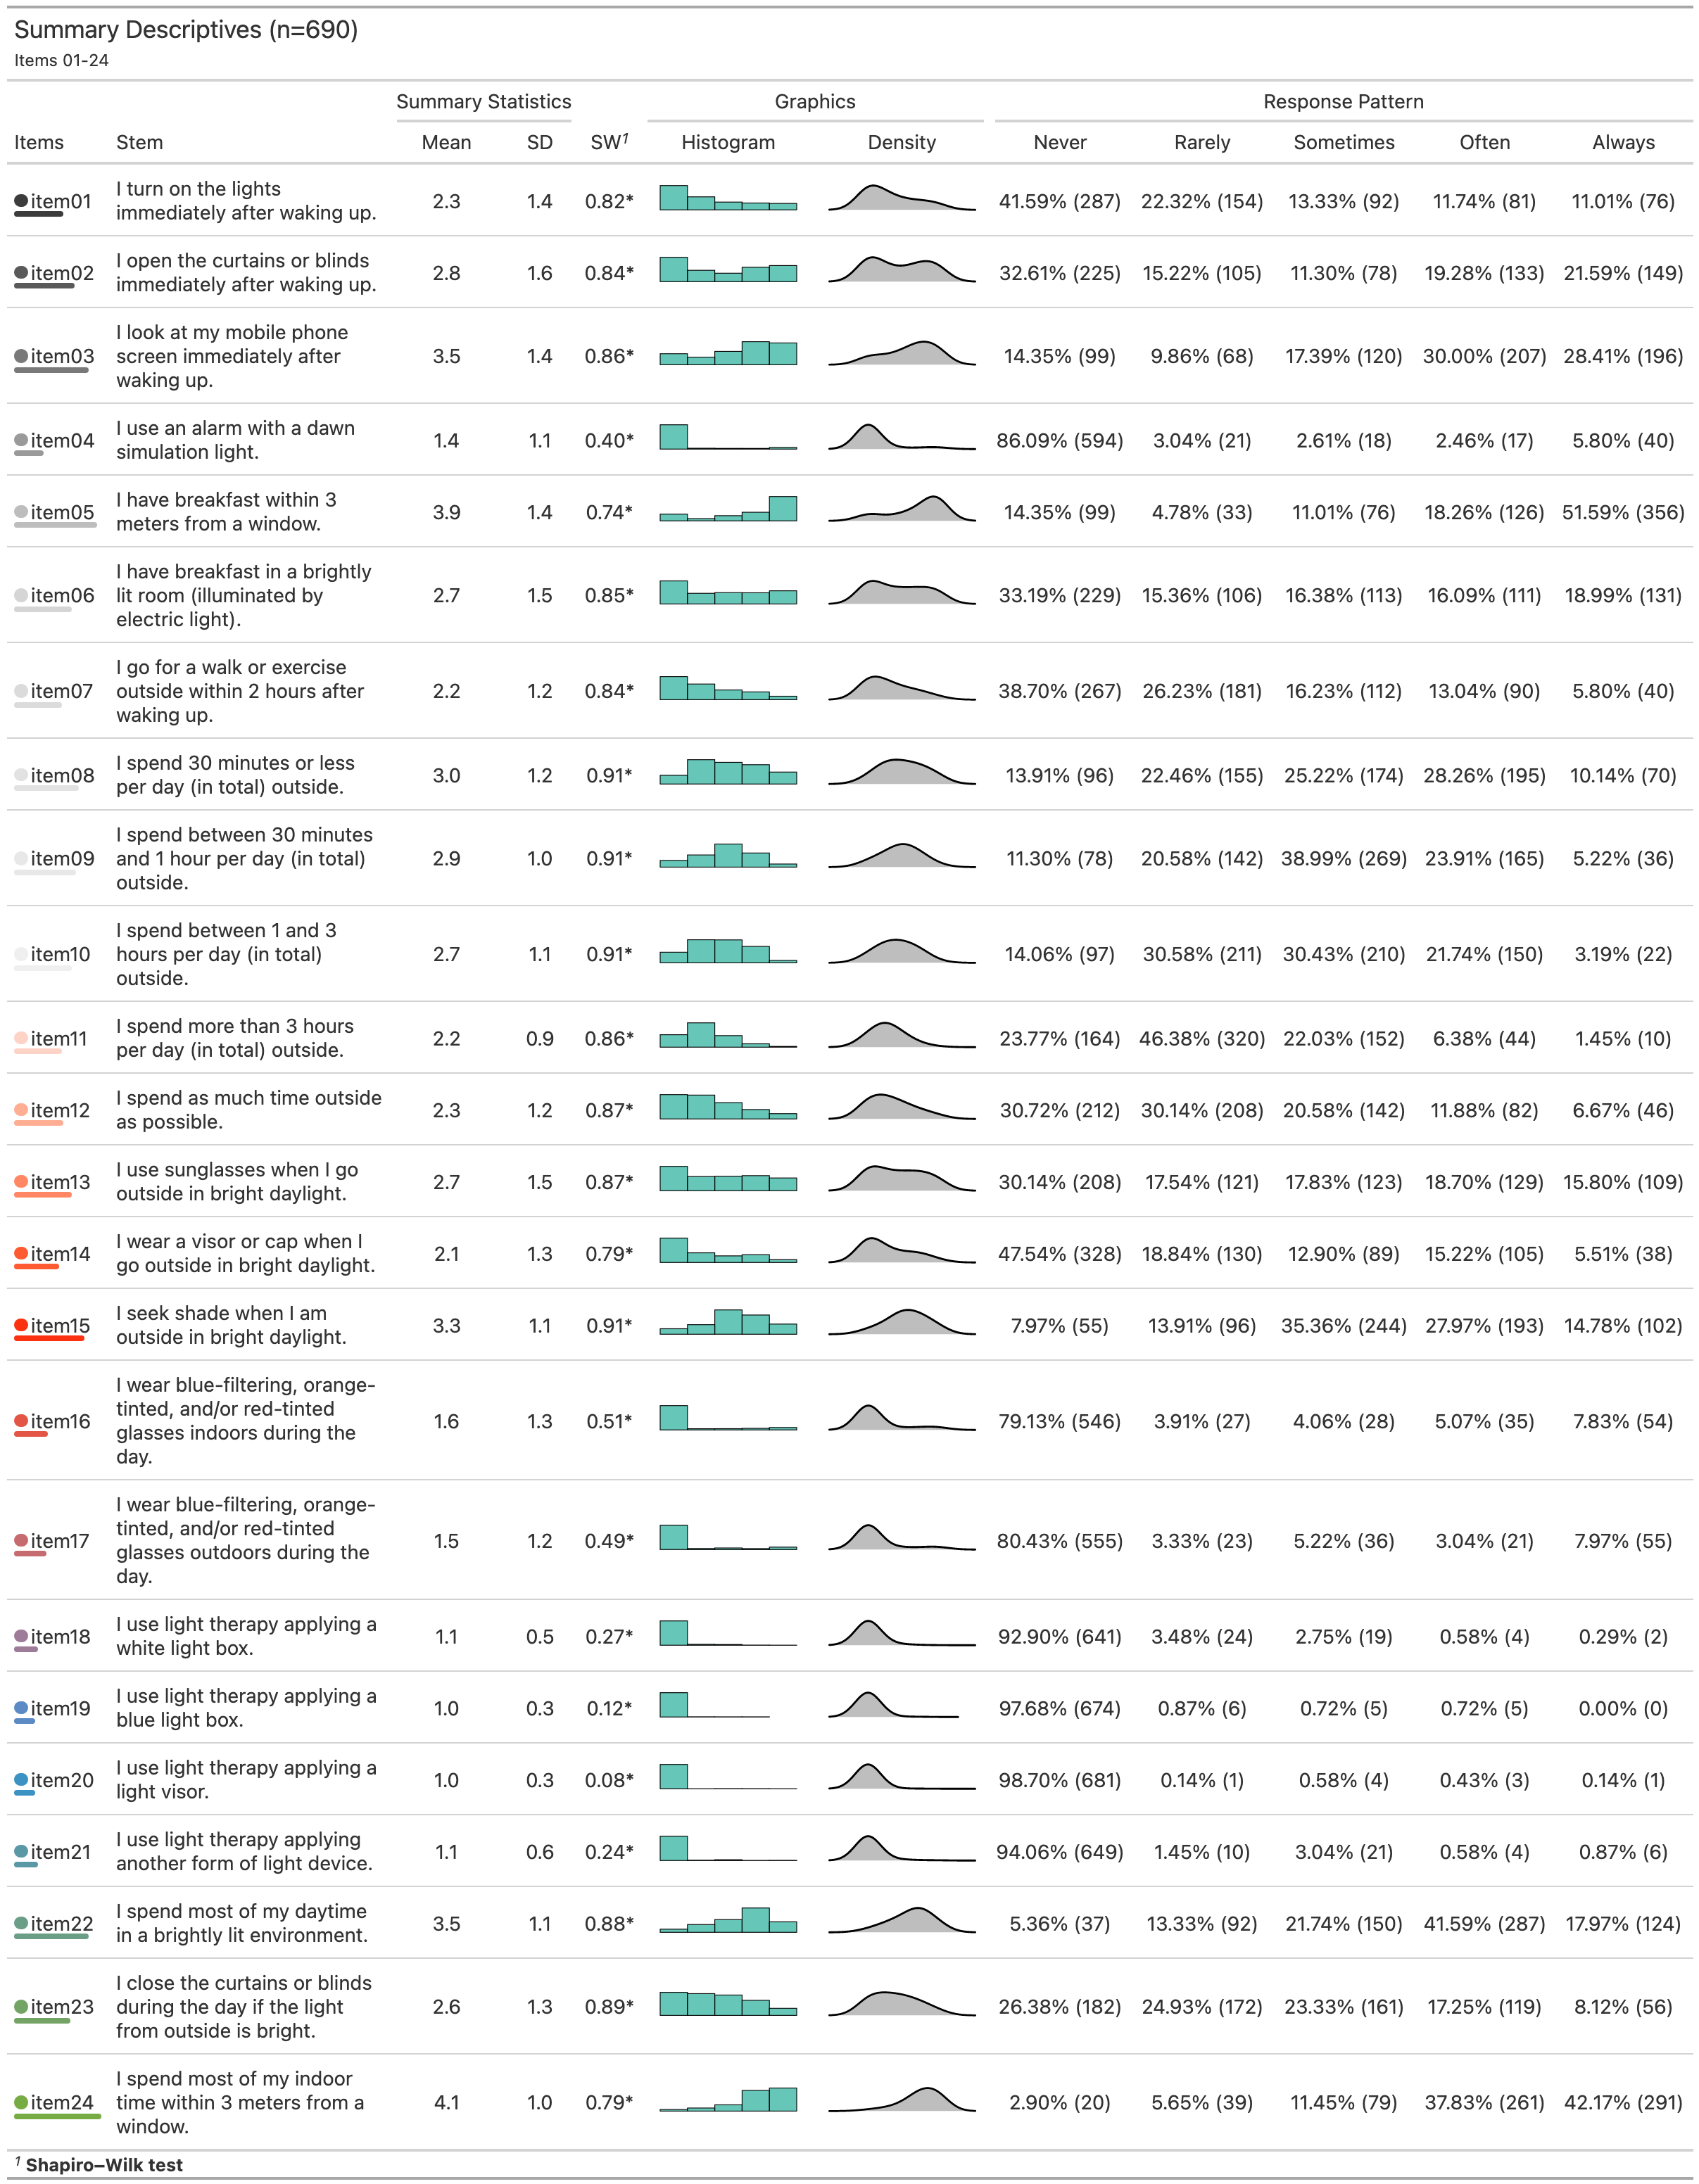 Summary Descriptives (n=690)
Items 01-24
Summary Statistics Graphics Response Pattern
Items Stem Mean SD SW¹ Histogram Density Never Rarely Sometimes Often Always
I turn on the lights
item01 2.3 1.4 0.82* 41.59% (287) 22.32% (154) 13.33% (92) 11.74% (81) 11.01% (76)
immediately after waking up.
I open the curtains or blinds
item02 2.8 1.6 0.84* 32.61% (225) 15.22% (105) 11.30% (78) 19.28% (133) 21.59% (149)
immediately after waking up.
I look at my mobile phone
item03 screen immediately after 3.5 1.4 0.86* 14.35% (99) 9.86% (68) 17.39% (120) 30.00% (207) 28.41% (196)
waking up.
I use an alarm with a dawn
item04 1.4 1.1 0.40* 86.09% (594) 3.04% (21) 2.61% (18) 2.46% (17) 5.80% (40)
simulation light.
I have breakfast within 3
item05 3.9 1.4 0.74* 14.35% (99) 4.78% (33) 11.01% (76) 18.26% (126) 51.59% (356)
meters from a window.
I have breakfast in a brightly
item06 lit room (illuminated by 2.7 1.5 0.85* 33.19% (229) 15.36% (106) 16.38% (113) 16.09% (111) 18.99% (131)
electric light).
I go for a walk or exercise
item07 outside within 2 hours after 2.2 1.2 0.84* 38.70% (267) 26.23% (181) 16.23% (112) 13.04% (90) 5.80% (40)
waking up.
I spend 30 minutes or less
item08 3.0 1.2 0.91* 13.91% (96) 22.46% (155) 25.22% (174) 28.26% (195) 10.14% (70)
per day (in total) outside.
I spend between 30 minutes
item09 and 1 hour per day (in total) 2.9 1.0 0.91* 11.30% (78) 20.58% (142) 38.99% (269) 23.91% (165) 5.22% (36)
outside.
I spend between 1 and 3
item10 hours per day (in total) 2.7 1.1 0.91* 14.06% (97) 30.58% (211) 30.43% (210) 21.74% (150) 3.19% (22)
outside.
I spend more than 3 hours
item11 2.2 0.9 0.86* 23.77% (164) 46.38% (320) 22.03% (152) 6.38% (44) 1.45% (10)
per day (in total) outside.
I spend as much time outside
item12 2.3 1.2 0.87* 30.72% (212) 30.14% (208) 20.58% (142) 11.88% (82) 6.67% (46)
as possible.
I use sunglasses when I go
item13 2.7 1.5 0.87* 30.14% (208) 17.54% (121) 17.83% (123) 18.70% (129) 15.80% (109)
outside in bright daylight.
I wear a visor or cap when I
item14 2.1 1.3 0.79* 47.54% (328) 18.84% (130) 12.90% (89) 15.22% (105) 5.51% (38)
go outside in bright daylight.
I seek shade when I am
item15 3.3 1.1 0.91* 7.97% (55) 13.91% (96) 35.36% (244) 27.97% (193) 14.78% (102)
outside in bright daylight.
I wear blue-filtering, orange-
tinted, and/or red-tinted
item16 1.6 1.3 0.51* 79.13% (546) 3.91% (27) 4.06% (28) 5.07% (35) 7.83% (54)
glasses indoors during the
day.
I wear blue-filtering, orange-
tinted, and/or red-tinted
item17 1.5 1.2 0.49* 80.43% (555) 3.33% (23) 5.22% (36) 3.04% (21) 7.97% (55)
glasses outdoors during the
day.
I use light therapy applying a
item18 1.1 0.5 0.27* 92.90% (641) 3.48% (24) 2.75% (19) 0.58% (4) 0.29% (2)
white light box.
I use light therapy applying a
item19 1.0 0.3 0.12* 97.68% (674) 0.87% (6) 0.72% (5) 0.72% (5) 0.00% (0)
blue light box.
I use light therapy applying a
item20 1.0 0.3 0.08* 98.70% (681) 0.14% (1) 0.58% (4) 0.43% (3) 0.14% (1)
light visor.
I use light therapy applying
item21 1.1 0.6 0.24* 94.06% (649) 1.45% (10) 3.04% (21) 0.58% (4) 0.87% (6)
another form of light device.
I spend most of my daytime
item22 3.5 1.1 0.88* 5.36% (37) 13.33% (92) 21.74% (150) 41.59% (287) 17.97% (124)
in a brightly lit environment.
I close the curtains or blinds
item23 during the day if the light 2.6 1.3 0.89* 26.38% (182) 24.93% (172) 23.33% (161) 17.25% (119) 8.12% (56)
from outside is bright.
I spend most of my indoor
item24 time within 3 meters from a 4.1 1.0 0.79* 2.90% (20) 5.65% (39) 11.45% (79) 37.83% (261) 42.17% (291)
window.
¹ Shapiro–Wilk test